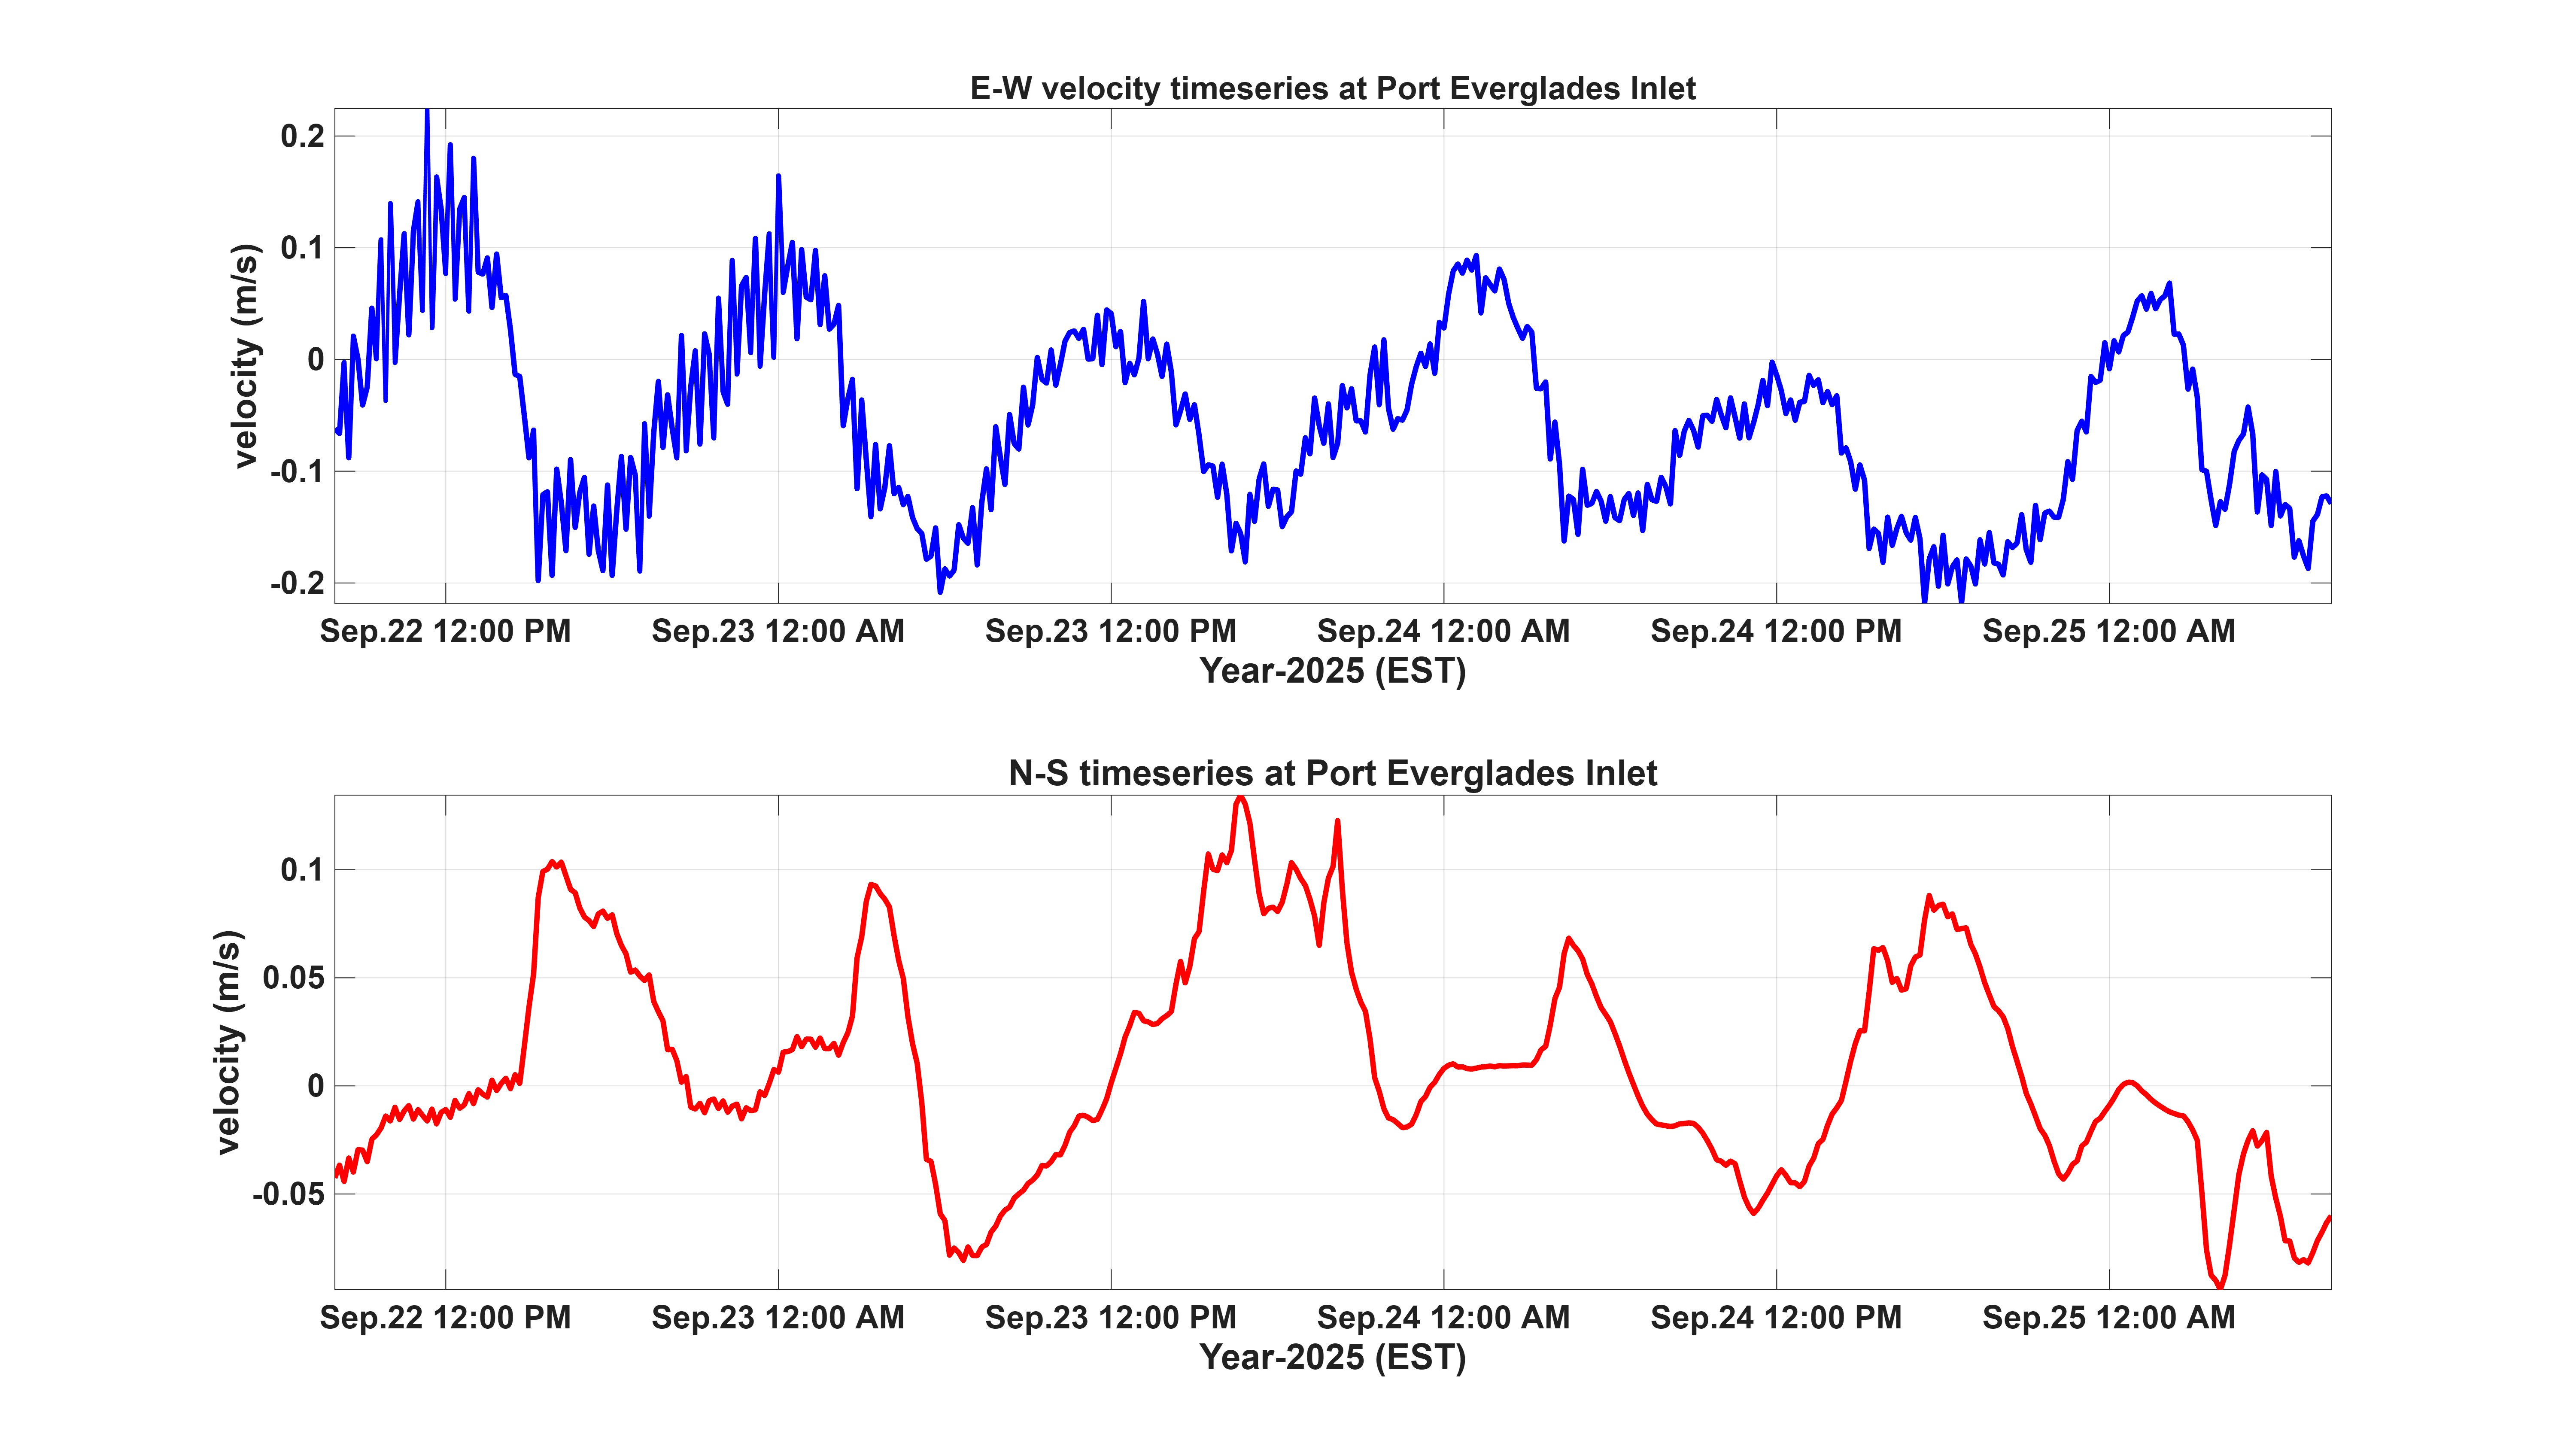 E-W velocity timeseries at Port Everglades Inlet
0.2
0.1
0
-0.1
-0.2
velocity (m/s)
Sep.22 12:00 PM Sep.23 12:00 AM Sep.23 12:00 PM Sep.24 12:00 AM Sep.24 12:00 PM Sep.25 12:00 AM
Year-2025 (EST)
N-S timeseries at Port Everglades Inlet
0.1
0.05
0
-0.05
velocity (m/s)
Sep.22 12:00 PM Sep.23 12:00 AM Sep.23 12:00 PM Sep.24 12:00 AM Sep.24 12:00 PM Sep.25 12:00 AM
Year-2025 (EST)